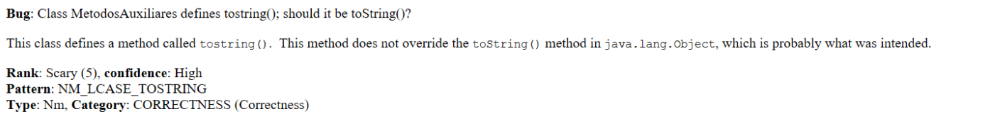 Bug: Class MetodosAuxiliares defines tostring(); should it be toString()?
This class defines a method called tostring(). This method does not override the toString() method in java.lang.Object, which is probably what was intended.
Rank: Scary (5), confidence: High
Pattern: NM_LCASE_TOSTRING
Type: Nm, Category: CORRECTNESS (Correctness)